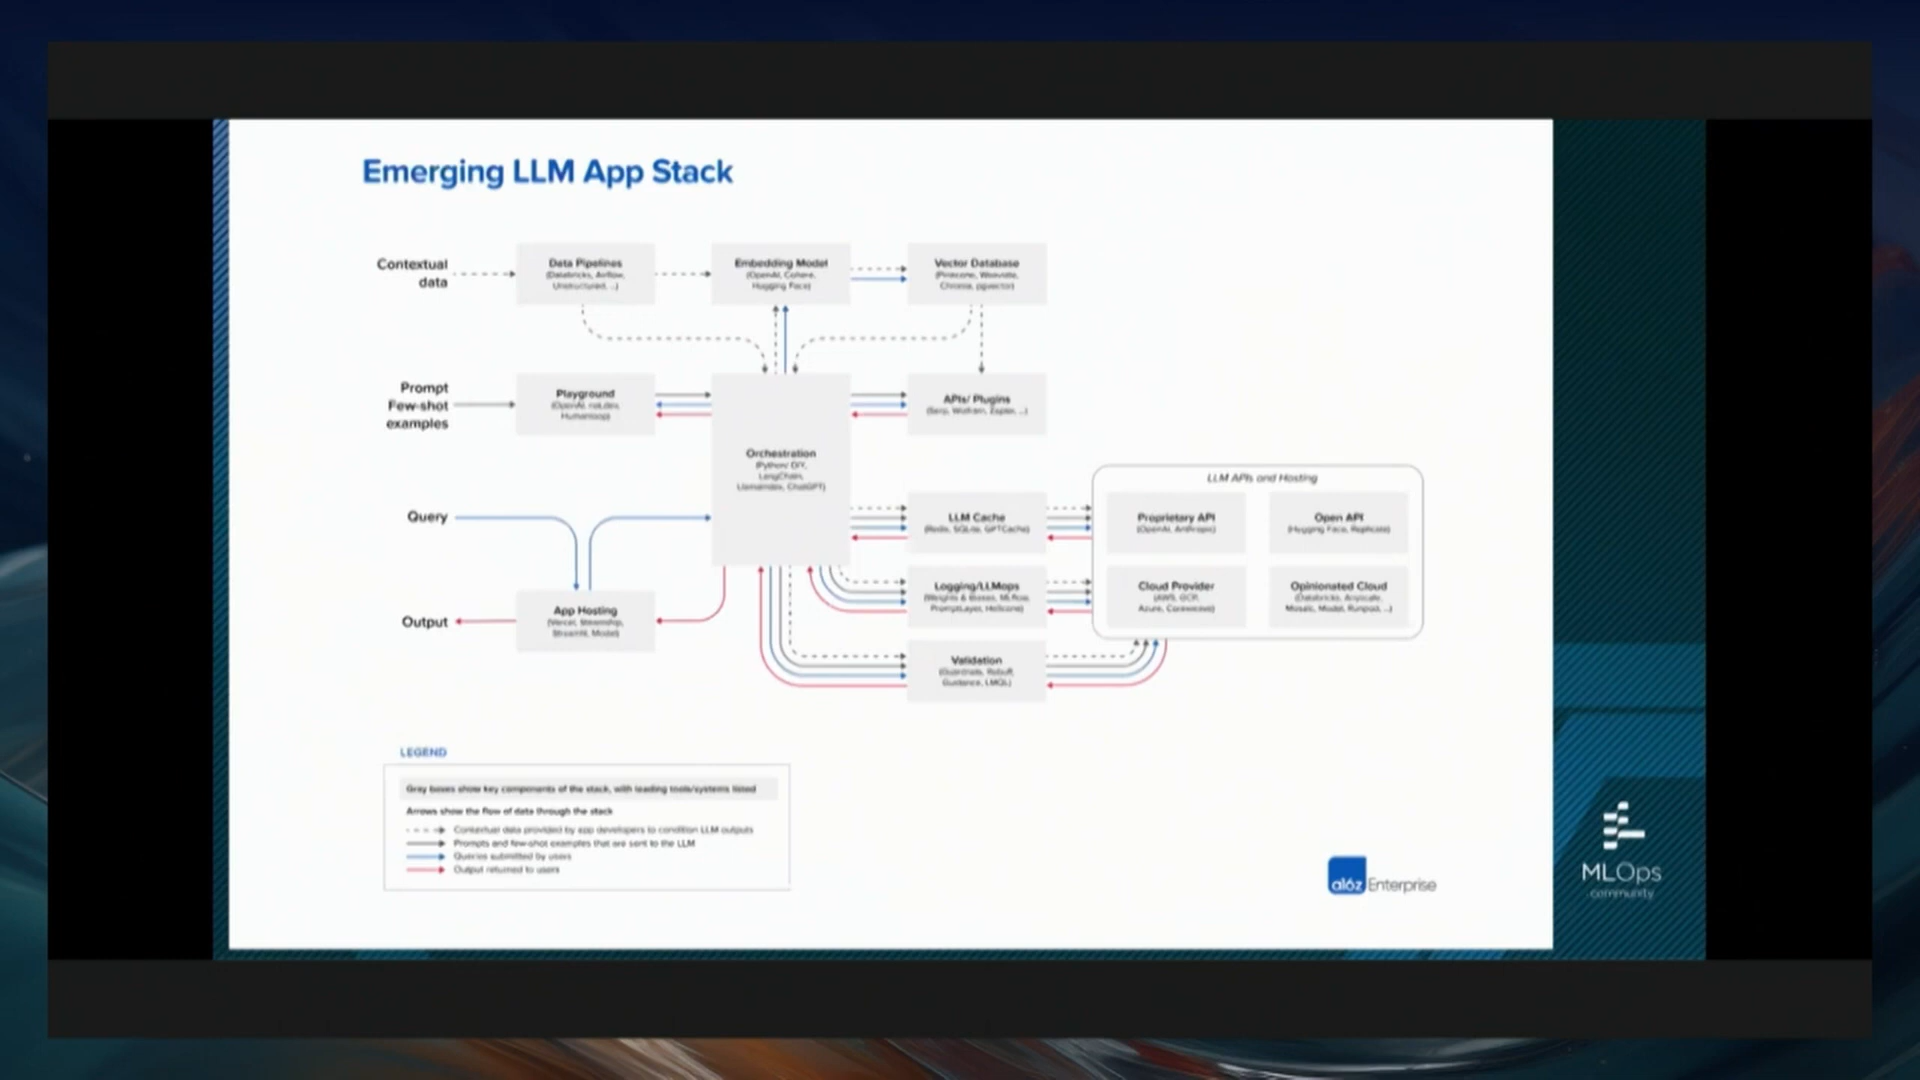 Emerging LLM App Stack
Contextual
data
Data Pipelines
(Databricks, Airflow,
Unstructured, ...)
Embedding Model
(OpenAI, Cohere,
Hugging Face)
Vector Database
(Pinecone, Weaviate,
Chroma, pgvector)
Prompt
Few-shot
examples
Playground
(OpenAI, nat.dev,
Humanloop)
Orchestration
(Python/ DIY,
LangChain,
LlamaIndex, ChatGPT)
APIs/ Plugins
(Serp, Wolfram, Zapier, ...)
Query
LLM Cache
(Redis, SQLite, GPTCache)
Logging/LLMops
(Weights & Biases, MLflow,
PromptLayer, Helicone)
Validation
(Guardrails, Rebuff,
Guidance, LMQL)
Output
App Hosting
(Vercel, Steamship,
Streamlit, Modal)
LLM APIs and Hosting
Proprietary API
(OpenAI, Anthropic)
Open API
(Hugging Face, Replicate)
Cloud Provider
(AWS, GCP,
Azure, Coreweave)
Opinionated Cloud
(Databricks, Anyscale,
Mosaic, Modal, Runpod, ...)
LEGEND
Gray boxes show key components of the stack, with leading tools/systems listed
Arrows show the flow of data through the stack
Contextual data provided by app developers to condition LLM outputs
Prompts and few-shot examples that are sent to the LLM
Queries submitted by users
Output returned to users
a16z Enterprise
MLOps
community